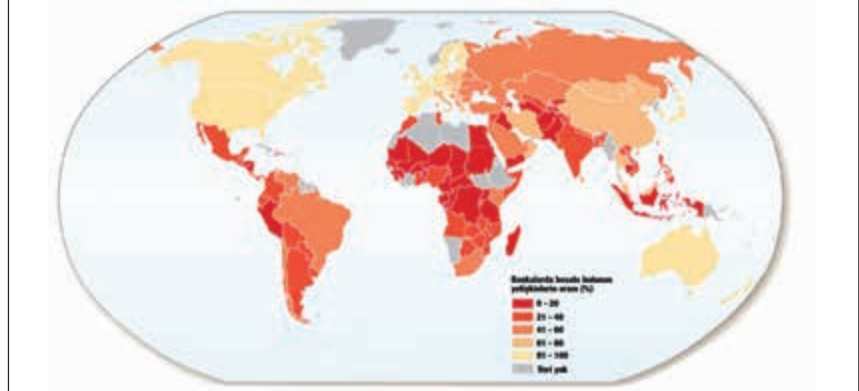 Bankalarda hesabı bulunan
yetişkinlerin oranı (%)
0 - 20
21 - 40
41 - 60
61 - 80
81 - 100
Veri yok